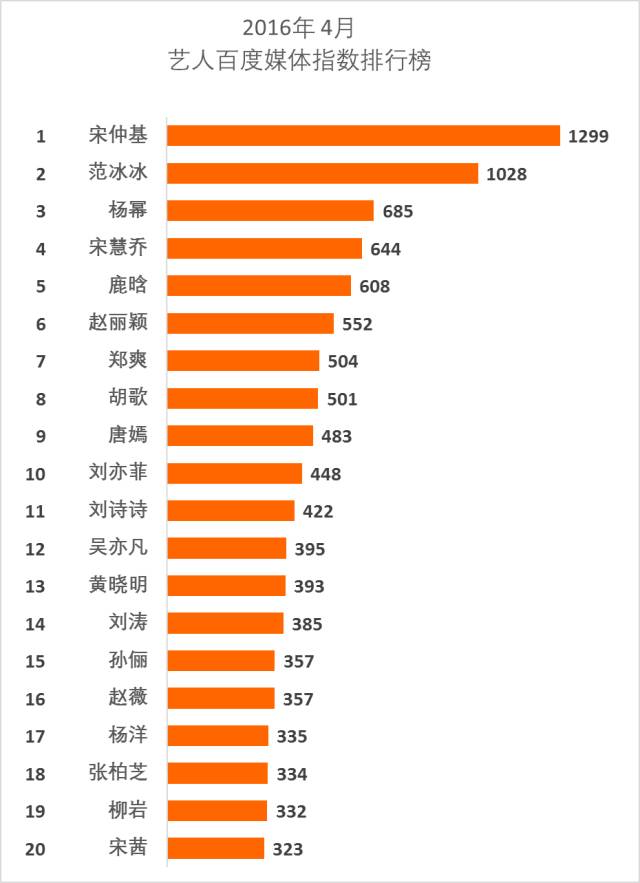 2016年 4月
艺人百度媒体指数排行榜
1 宋仲基 1299
2 范冰冰 1028
3 杨幂 685
4 宋慧乔 644
5 鹿晗 608
6 赵丽颖 552
7 郑爽 504
8 胡歌 501
9 唐嫣 483
10 刘亦菲 448
11 刘诗诗 422
12 吴亦凡 395
13 黄晓明 393
14 刘涛 385
15 孙俪 357
16 赵薇 357
17 杨洋 335
18 张柏芝 334
19 柳岩 332
20 宋茜 323